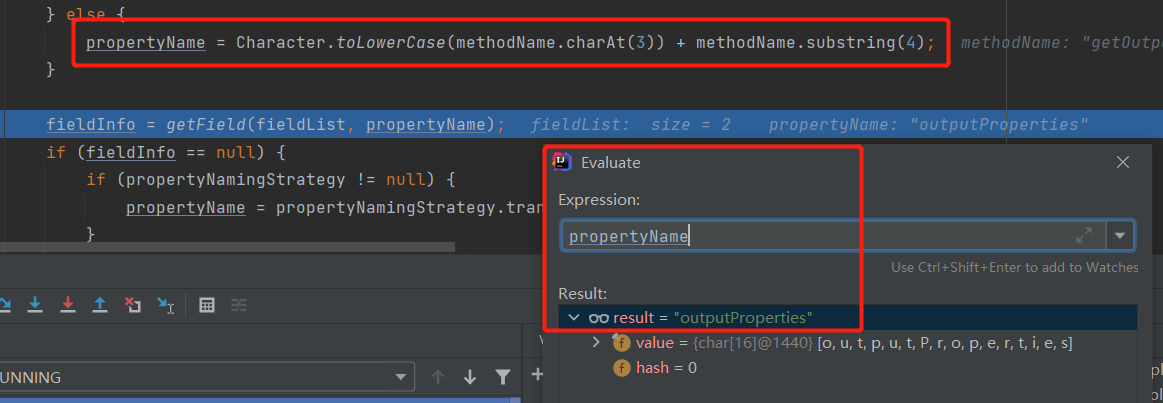 } else {
propertyName = Character.toLowerCase(methodName.charAt(3)) + methodName.substring(4); methodName: "getOutp
}
fieldInfo = getField(fieldList, propertyName); fieldList: size = 2 propertyName: "outputProperties"
if (fieldInfo == null) {
if (propertyNamingStrategy != null) {
propertyName = propertyNamingStrategy.tran
}
Evaluate
Expression:
propertyName
Use Ctrl+Shift+Enter to add to Watches
Result:
result = "outputProperties"
value = {char[16]@1440} [o, u, t, p, u, t, P, r, o, p, e, r, t, i, e, s]
hash = 0
UNNING